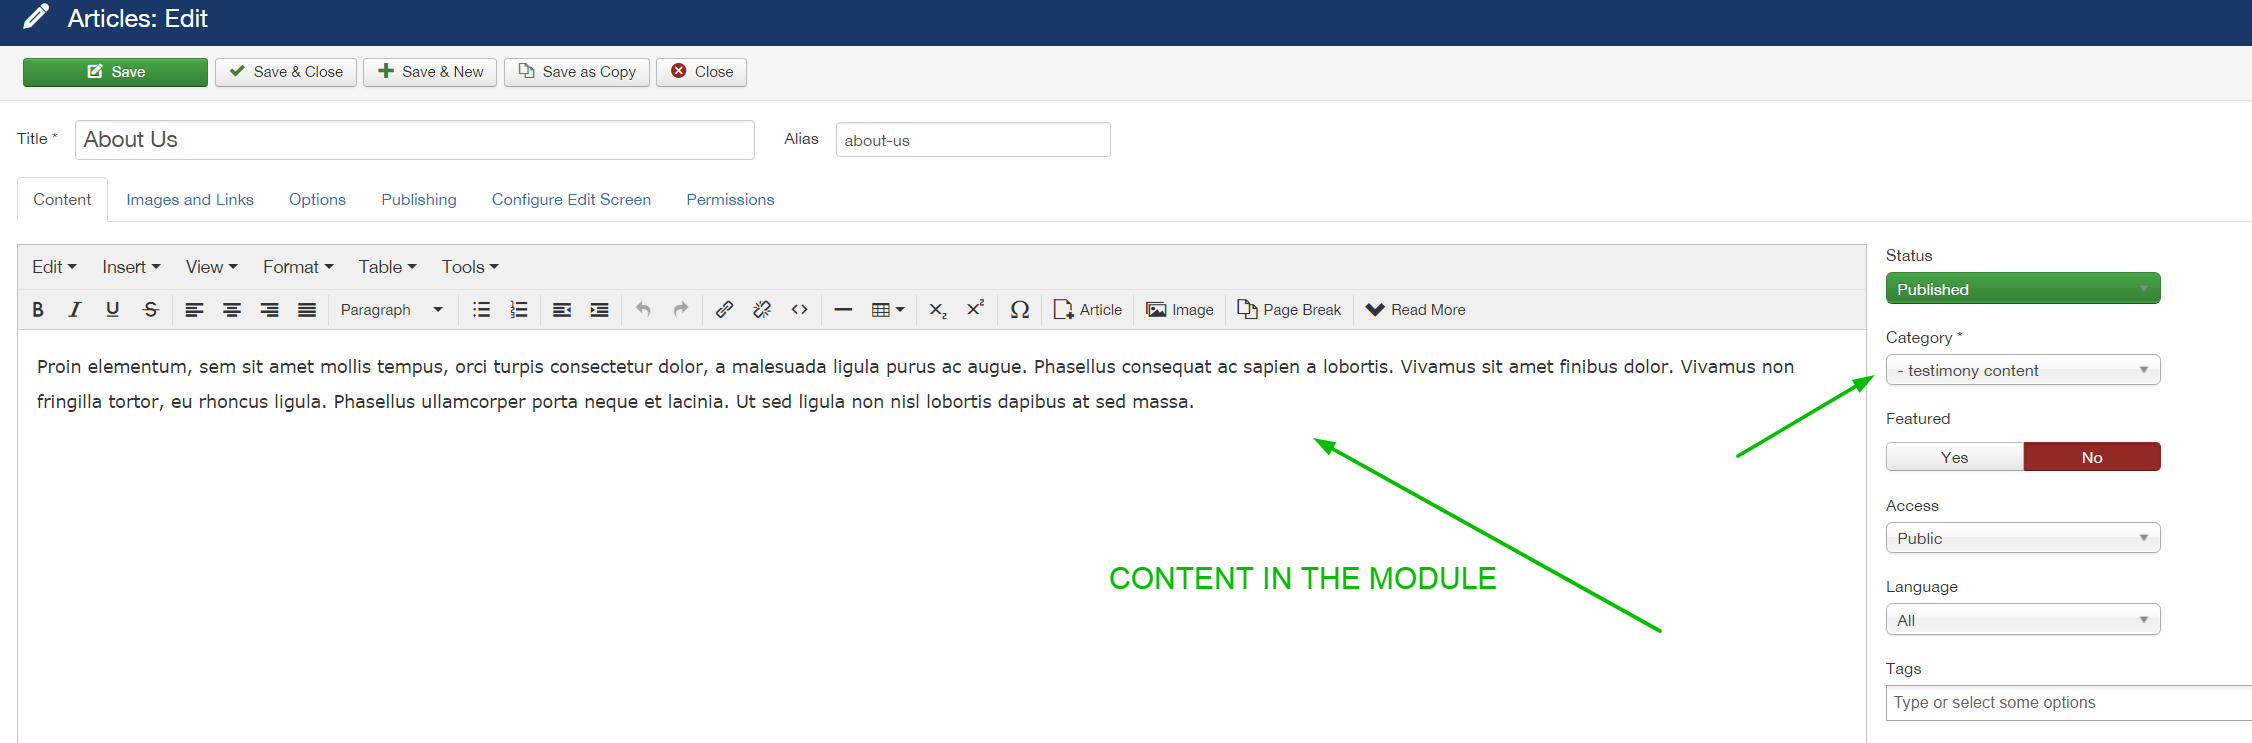 Articles: Edit
Save
Save & Close
Save & New
Save as Copy
Close
Title *
About Us
Alias
about-us
Content
Images and Links
Options
Publishing
Configure Edit Screen
Permissions
Edit
Insert
View
Format
Table
Tools
Paragraph
Article
Image
Page Break
Read More
Proin elementum, sem sit amet mollis tempus, orci turpis consectetur dolor, a malesuada ligula purus ac augue. Phasellus consequat ac sapien a lobortis. Vivamus sit amet finibus dolor. Vivamus non
fringilla tortor, eu rhoncus ligula. Phasellus ullamcorper porta neque et lacinia. Ut sed ligula non nisl lobortis dapibus at sed massa.
CONTENT IN THE MODULE
Status
Published
Category *
- testimony content
Featured
Yes
No
Access
Public
Language
All
Tags
Type or select some options